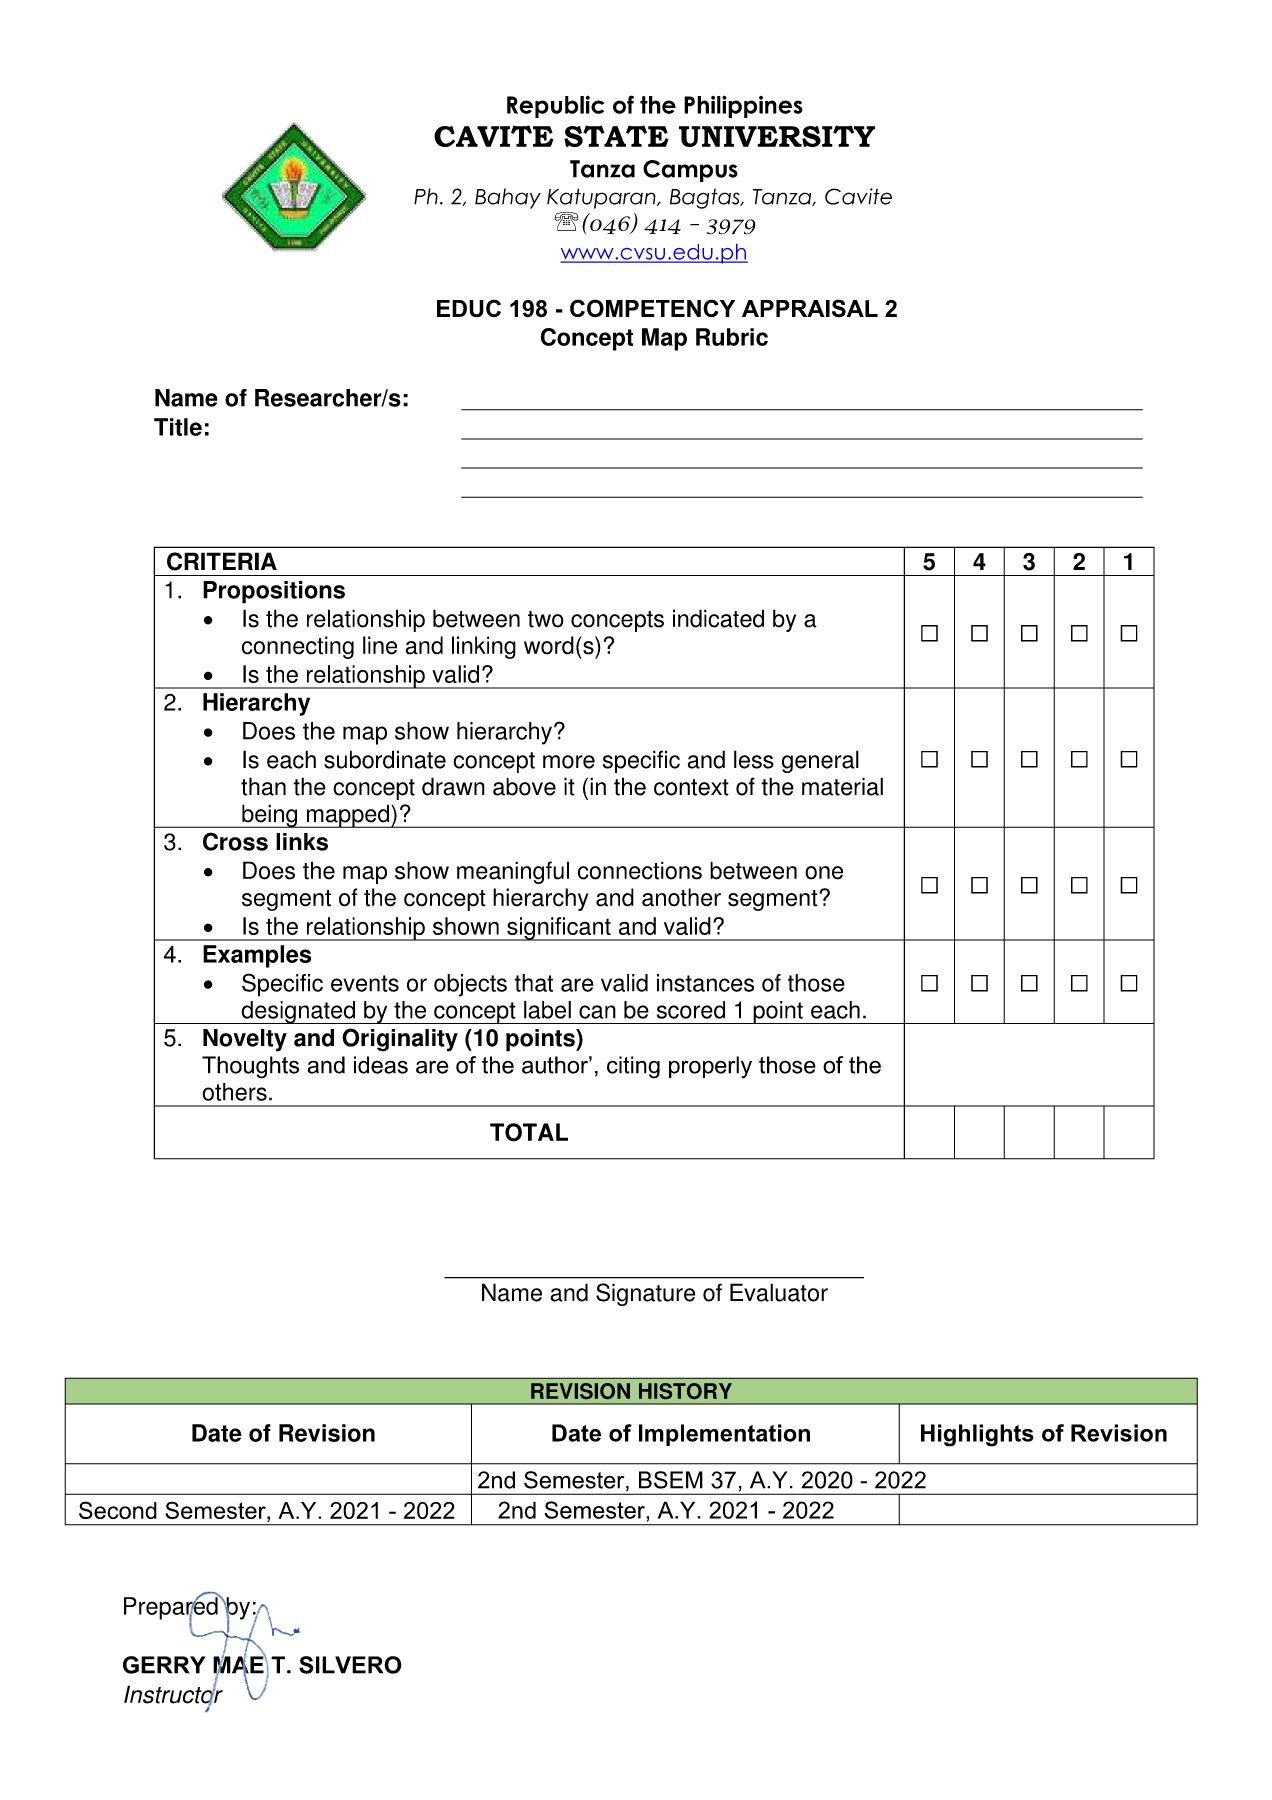 Republic of the Philippines
CAVITE STATE UNIVERSITY
Tanza Campus
Ph. 2, Bahay Katuparan, Bagtas, Tanza, Cavite
☏(046) 414 – 3979
www.cvsu.edu.ph
EDUC 198 - COMPETENCY APPRAISAL 2
Concept Map Rubric
Name of Researcher/s:
Title:
CRITERIA 5 4 3 2 1
1. Propositions
• Is the relationship between two concepts indicated by a
connecting line and linking word(s)?
☐ ☐ ☐ ☐ ☐
• Is the relationship valid?
2. Hierarchy
• Does the map show hierarchy?
• Is each subordinate concept more specific and less general
☐ ☐ ☐ ☐ ☐
than the concept drawn above it (in the context of the material
being mapped)?
3. Cross links
• Does the map show meaningful connections between one
segment of the concept hierarchy and another segment?
☐ ☐ ☐ ☐ ☐
• Is the relationship shown significant and valid?
4. Examples
• Specific events or objects that are valid instances of those
☐ ☐ ☐ ☐ ☐
designated by the concept label can be scored 1 point each.
5. Novelty and Originality (10 points)
Thoughts and ideas are of the author’, citing properly those of the
others.
TOTAL
Name and Signature of Evaluator
REVISION HISTORY
Date of Revision Date of Implementation Highlights of Revision
2nd Semester, BSEM 37, A.Y. 2020 - 2022
Second Semester, A.Y. 2021 - 2022 2nd Semester, A.Y. 2021 - 2022
Prepared by:
GERRY MAE T. SILVERO
Instructor